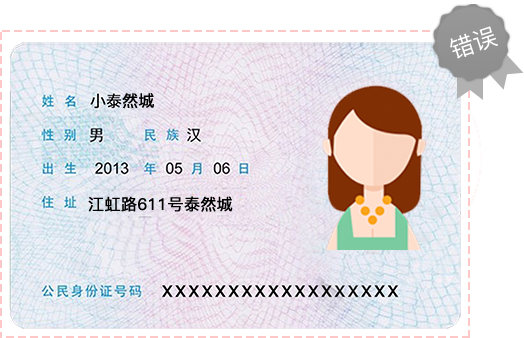 错误
姓 名 小泰然城
性 别 男 民 族 汉
出 生 2013 年 05 月 06 日
住 址 江虹路611号泰然城
公民身份证号码 XXXXXXXXXXXXXXXXXX